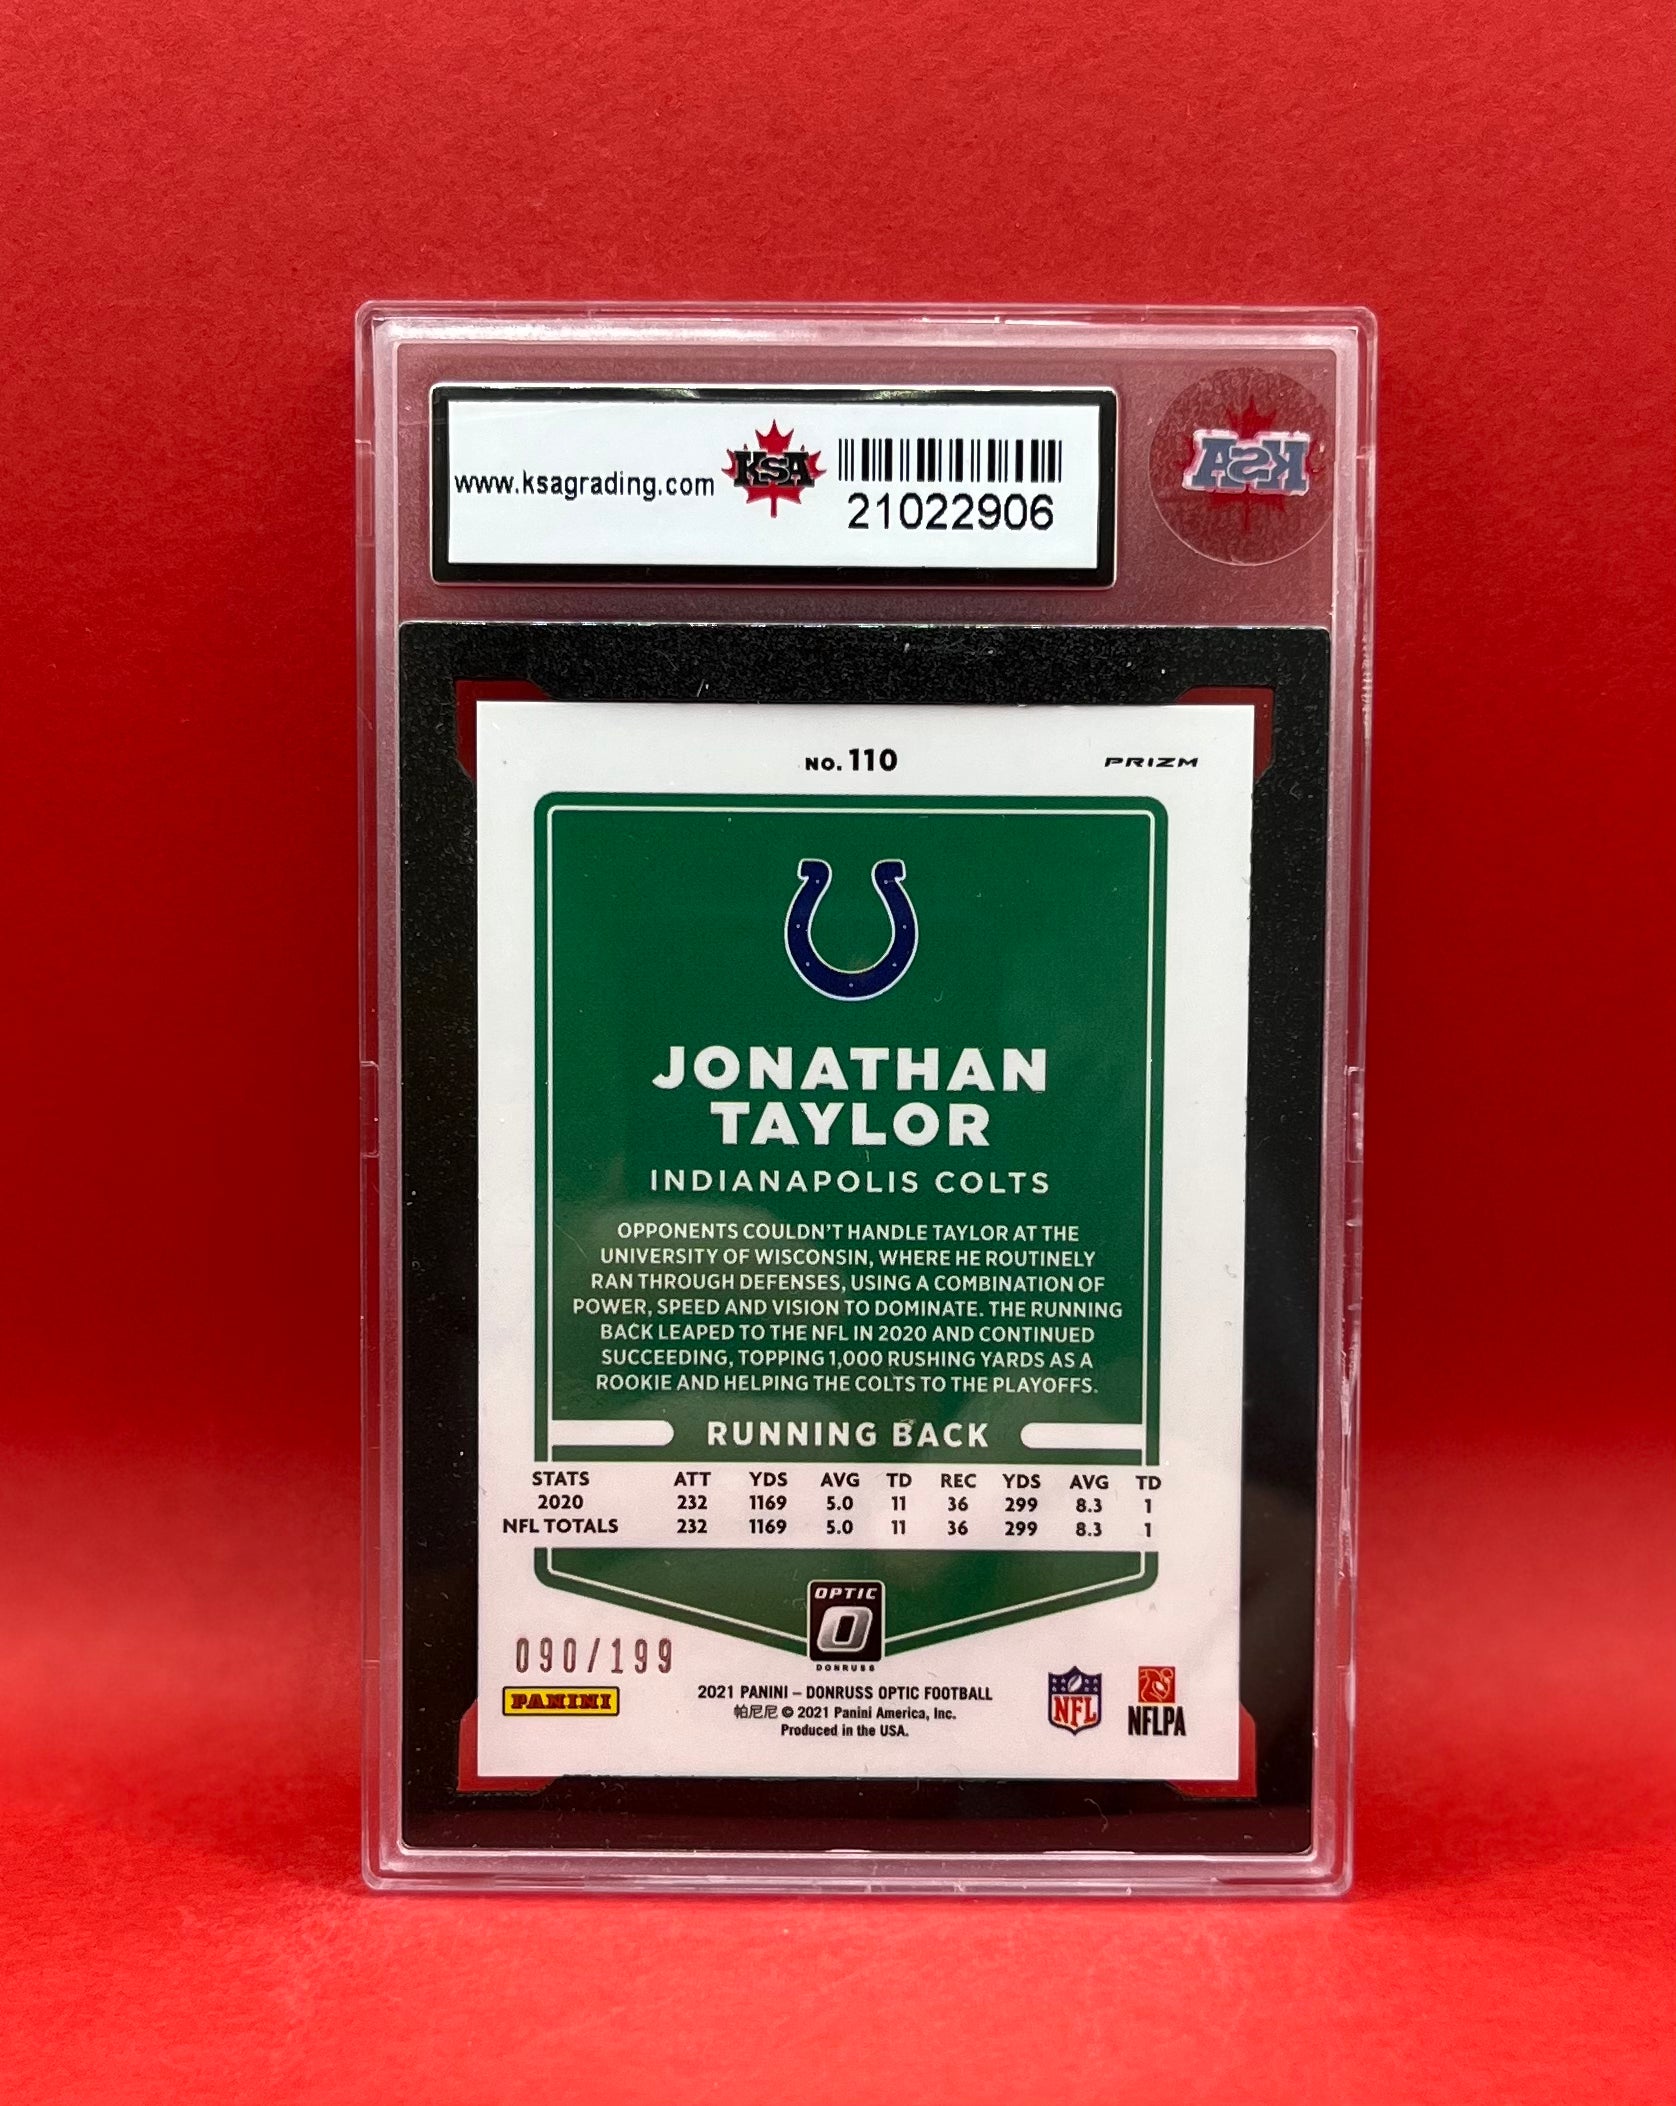 www.ksagrading.com
KSA
21022906
KSA
NO. 110
PRIZM
JONATHAN
TAYLOR
INDIANAPOLIS COLTS
OPPONENTS COULDN'T HANDLE TAYLOR AT THE
UNIVERSITY OF WISCONSIN, WHERE HE ROUTINELY
RAN THROUGH DEFENSES, USING A COMBINATION OF
POWER, SPEED AND VISION TO DOMINATE. THE RUNNING
BACK LEAPED TO THE NFL IN 2020 AND CONTINUED
SUCCEEDING, TOPPING 1,000 RUSHING YARDS AS A
ROOKIE AND HELPING THE COLTS TO THE PLAYOFFS.
RUNNING BACK
STATS ATT YDS AVG TD REC YDS AVG TD
2020 232 1169 5.0 11 36 299 8.3 1
NFL TOTALS 232 1169 5.0 11 36 299 8.3 1
OPTIC
O
DONRUSS
090/199
PANINI
2021 PANINI – DONRUSS OPTIC FOOTBALL
帕尼尼 © 2021 Panini America, Inc.
Produced in the USA.
NFL
NFLPA